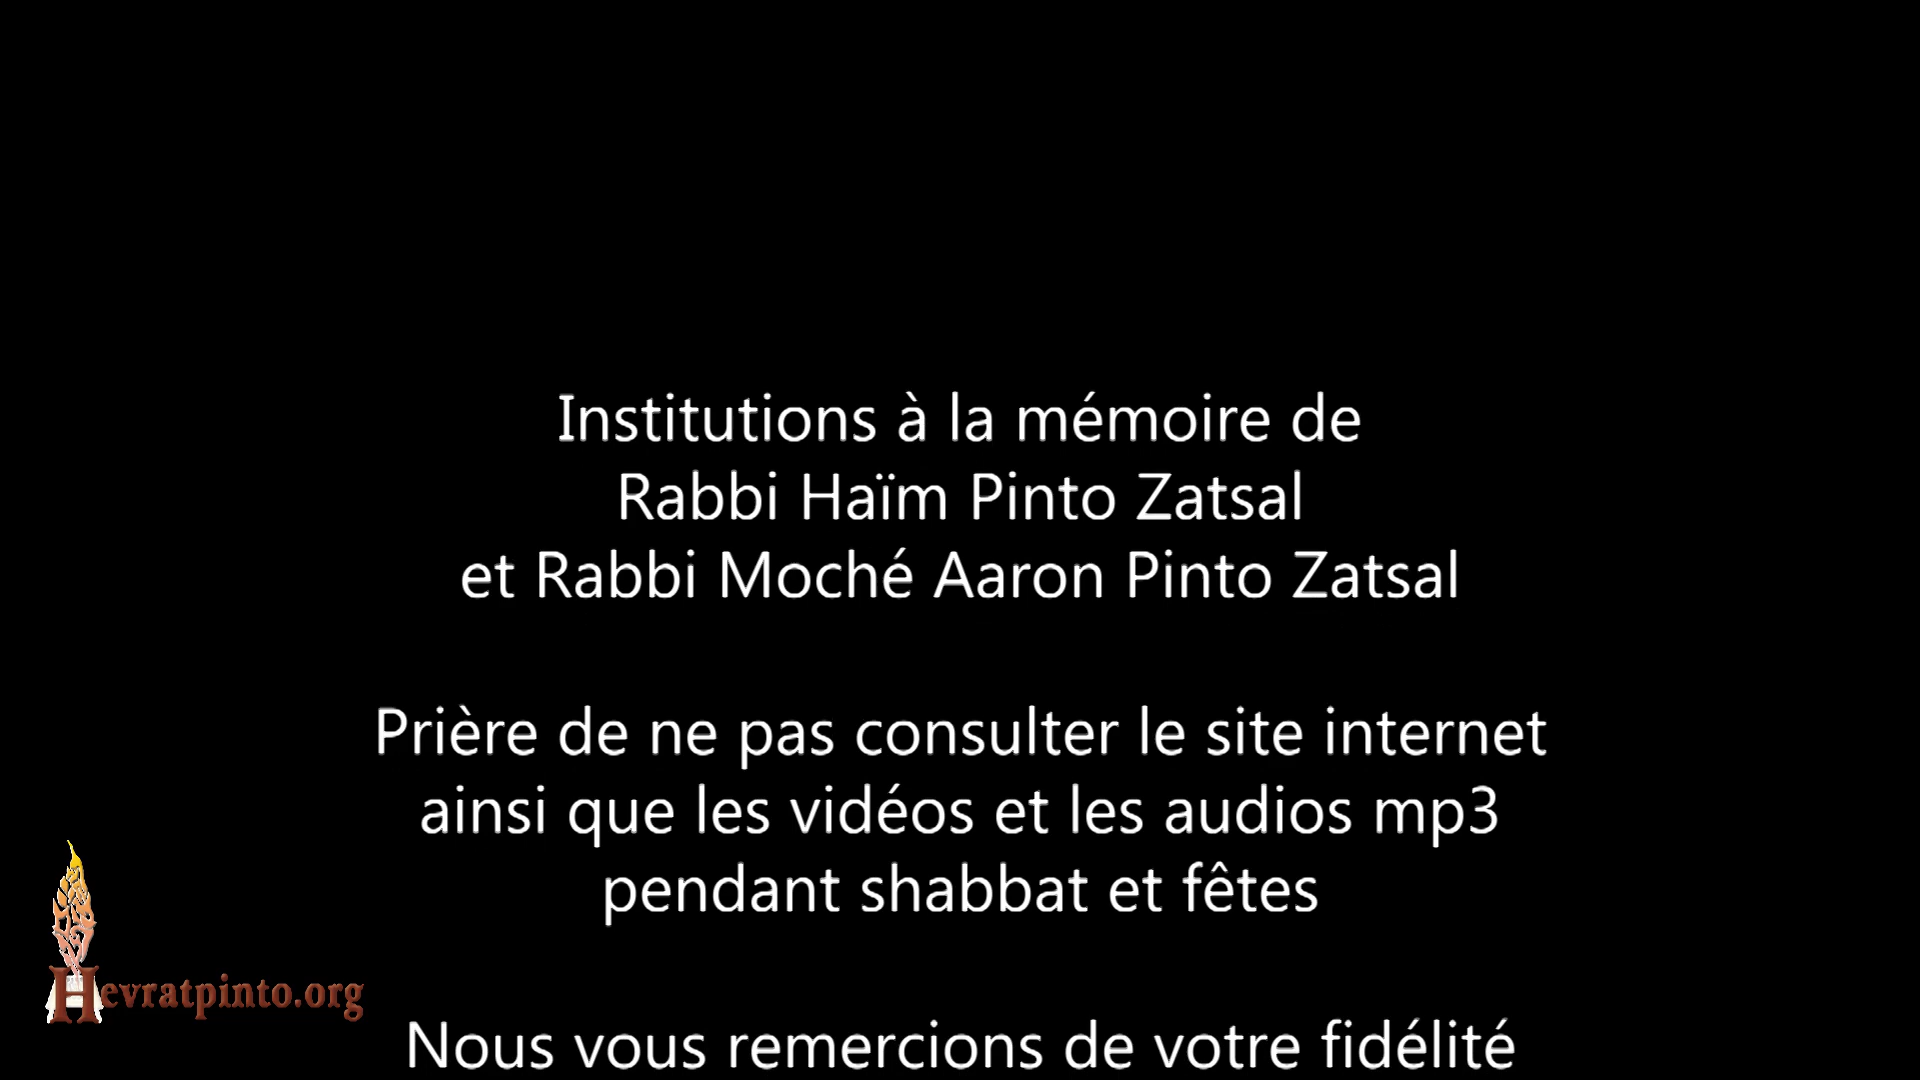 Institutions à la mémoire de
Rabbi Haïm Pinto Zatsal
et Rabbi Moché Aaron Pinto Zatsal
Prière de ne pas consulter le site internet
ainsi que les vidéos et les audios mp3
pendant shabbat et fêtes
Hevratpinto.org
Nous vous remercions de votre fidélité